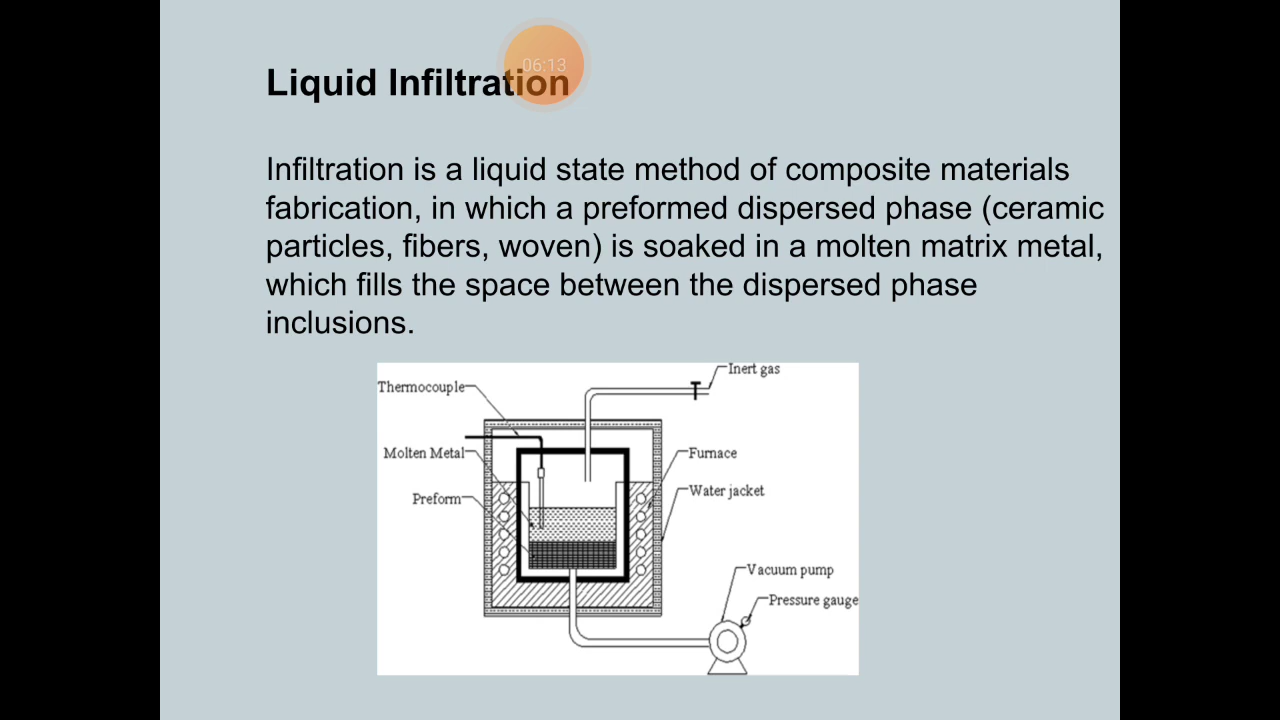 06:13
Liquid Infiltration
Infiltration is a liquid state method of composite materials
fabrication, in which a preformed dispersed phase (ceramic
particles, fibers, woven) is soaked in a molten matrix metal,
which fills the space between the dispersed phase
inclusions.
Inert gas
Thermocouple
Molten Metal
Furnace
Preform
Water jacket
Vacuum pump
Pressure gauge